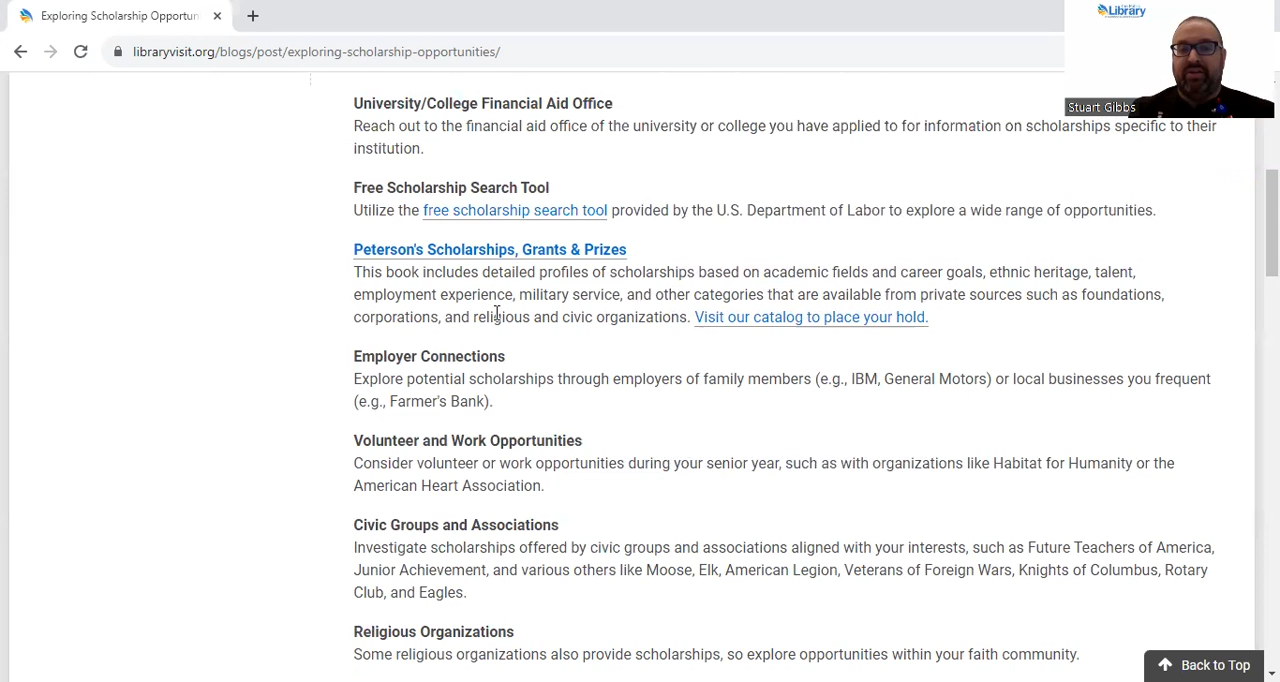 Exploring Scholarship Opportun
libraryvisit.org/blogs/post/exploring-scholarship-opportunities/
Library
Stuart Gibbs
University/College Financial Aid Office
Reach out to the financial aid office of the university or college you have applied to for information on scholarships specific to their
institution.
Free Scholarship Search Tool
Utilize the free scholarship search tool provided by the U.S. Department of Labor to explore a wide range of opportunities.
Peterson's Scholarships, Grants & Prizes
This book includes detailed profiles of scholarships based on academic fields and career goals, ethnic heritage, talent,
employment experience, military service, and other categories that are available from private sources such as foundations,
corporations, and religious and civic organizations. Visit our catalog to place your hold.
Employer Connections
Explore potential scholarships through employers of family members (e.g., IBM, General Motors) or local businesses you frequent
(e.g., Farmer's Bank).
Volunteer and Work Opportunities
Consider volunteer or work opportunities during your senior year, such as with organizations like Habitat for Humanity or the
American Heart Association.
Civic Groups and Associations
Investigate scholarships offered by civic groups and associations aligned with your interests, such as Future Teachers of America,
Junior Achievement, and various others like Moose, Elk, American Legion, Veterans of Foreign Wars, Knights of Columbus, Rotary
Club, and Eagles.
Religious Organizations
Some religious organizations also provide scholarships, so explore opportunities within your faith community.
Back to Top